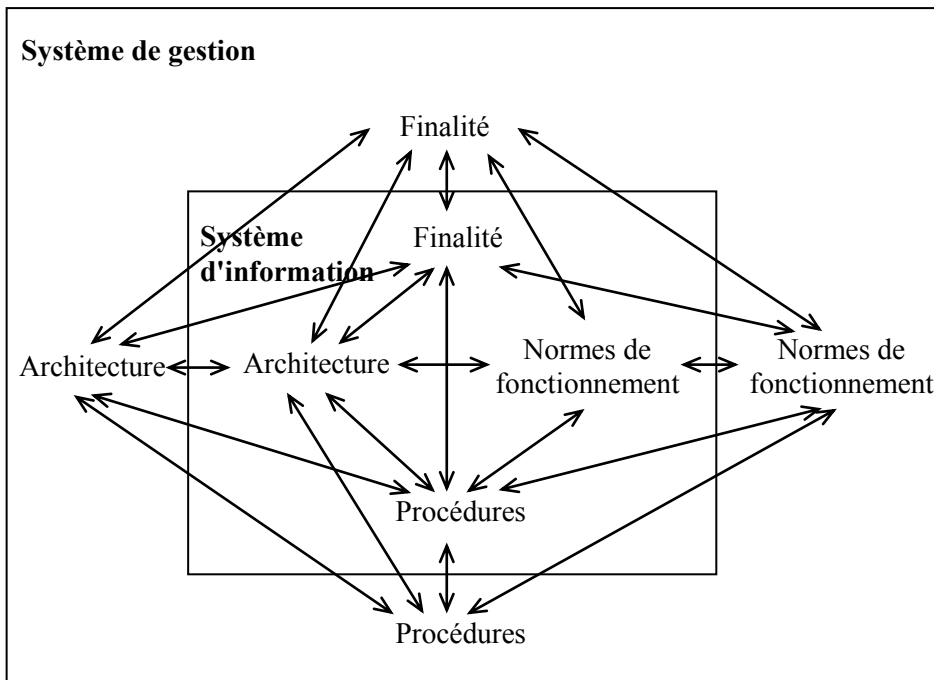 Système de gestion
Finalité
Système
d'information
Finalité
Architecture
Architecture
Normes de
fonctionnement
Normes de
fonctionnement
Procédures
Procédures